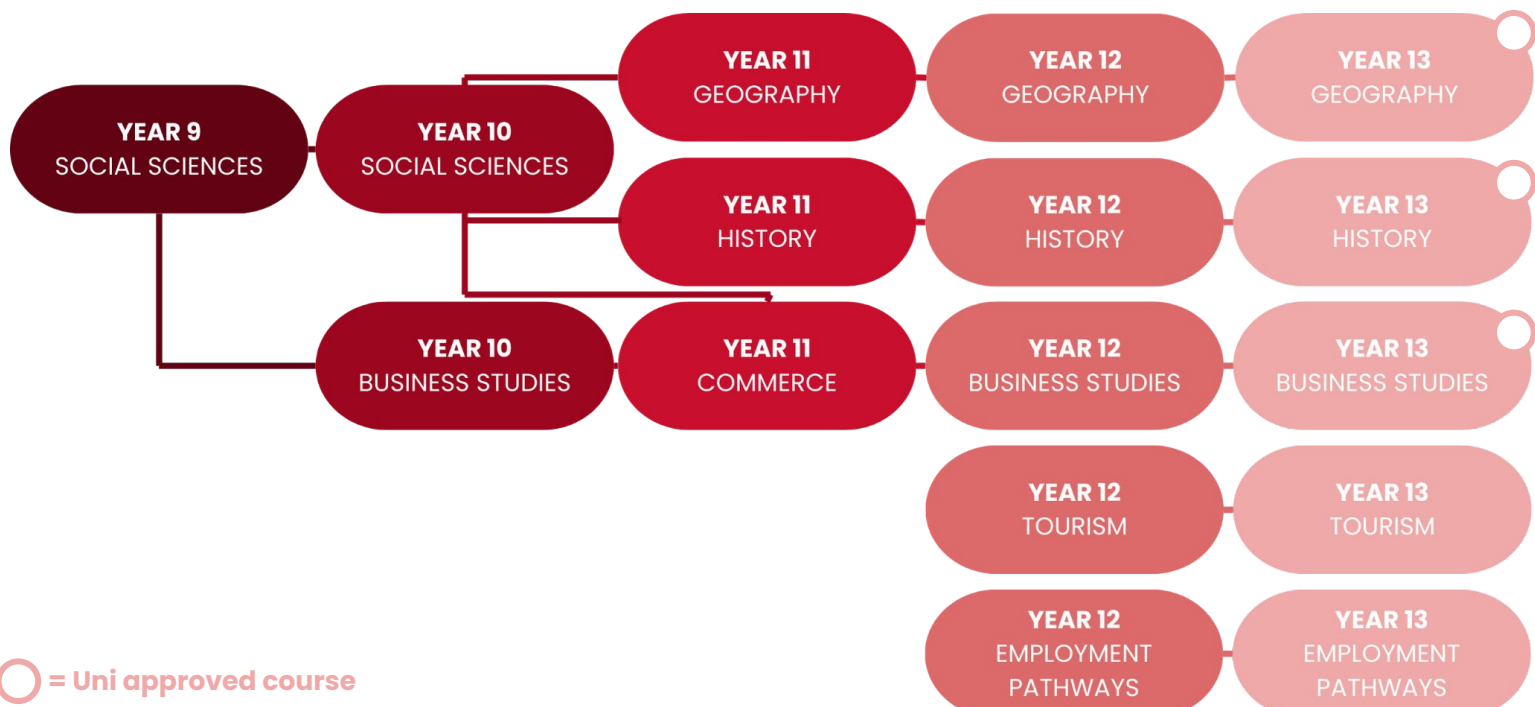 YEAR 11
GEOGRAPHY
YEAR 12
GEOGRAPHY
YEAR 13
GEOGRAPHY
YEAR 9
SOCIAL SCIENCES
YEAR 10
SOCIAL SCIENCES
YEAR 11
HISTORY
YEAR 12
HISTORY
YEAR 13
HISTORY
YEAR 10
BUSINESS STUDIES
YEAR 11
COMMERCE
YEAR 12
BUSINESS STUDIES
YEAR 13
BUSINESS STUDIES
YEAR 12
TOURISM
YEAR 13
TOURISM
YEAR 12
EMPLOYMENT
PATHWAYS
YEAR 13
EMPLOYMENT
PATHWAYS
= Uni approved course